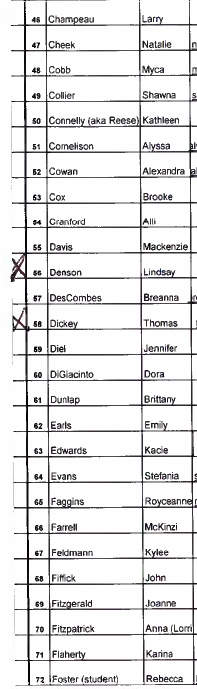 46 Champeau Larry
47 Cheek Natalie
48 Cobb Myca
49 Collier Shawna
50 Connelly (aka Reese) Kathleen
51 Cornelison Alyssa
52 Cowan Alexandra
53 Cox Brooke
54 Cranford Alli
55 Davis Mackenzie
56 Denson Lindsay
57 DesCombes Breanna
58 Dickey Thomas
59 Diel Jennifer
60 DiGiacinto Dora
61 Dunlap Brittany
62 Earls Emily
63 Edwards Kacie
64 Evans Stefania
65 Faggins Royceanne
66 Farrell McKinzi
67 Feldmann Kylee
68 Fiffick John
69 Fitzgerald Joanne
70 Fitzpatrick Anna (Lorri
71 Flaherty Karina
72 Foster (student) Rebecca